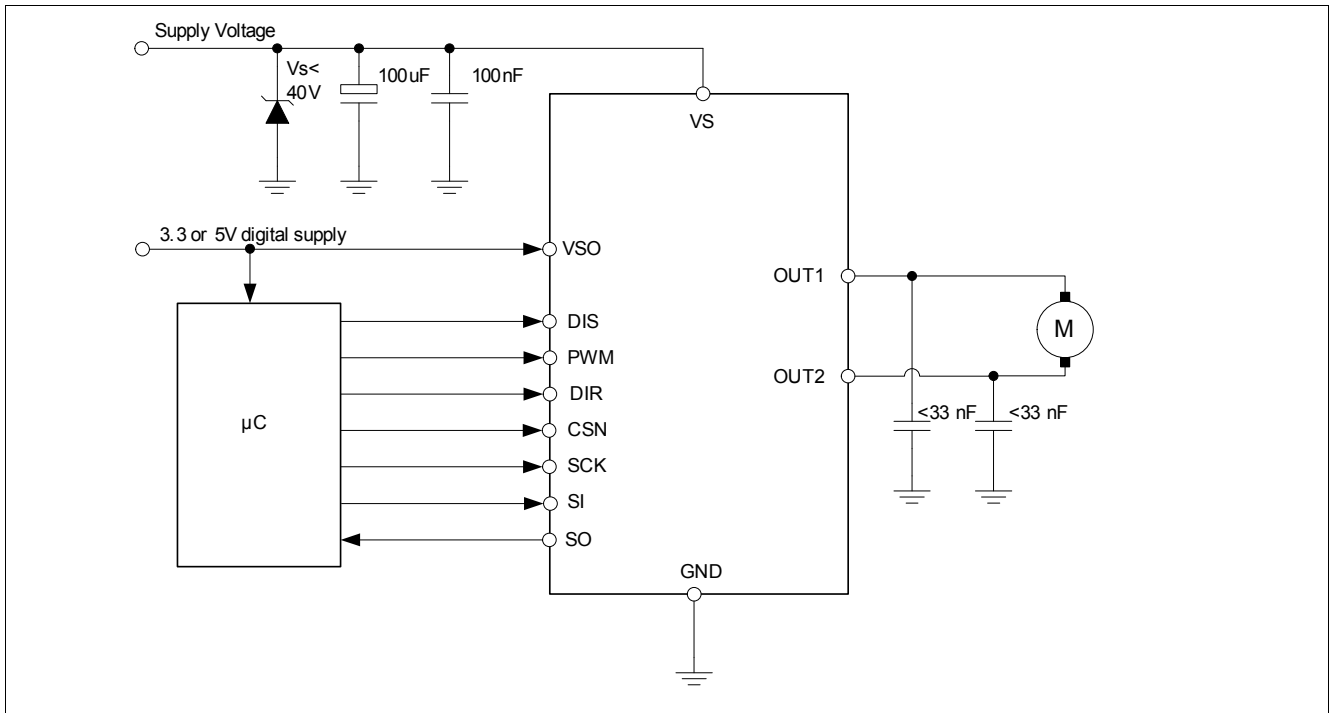 Supply Voltage
Vs<
40V
100uF
100nF
VS
3.3 or 5V digital supply
VSO
OUT1
DIS
M
PWM
OUT2
DIR
<33 nF
<33 nF
µC
CSN
SCK
SI
SO
GND